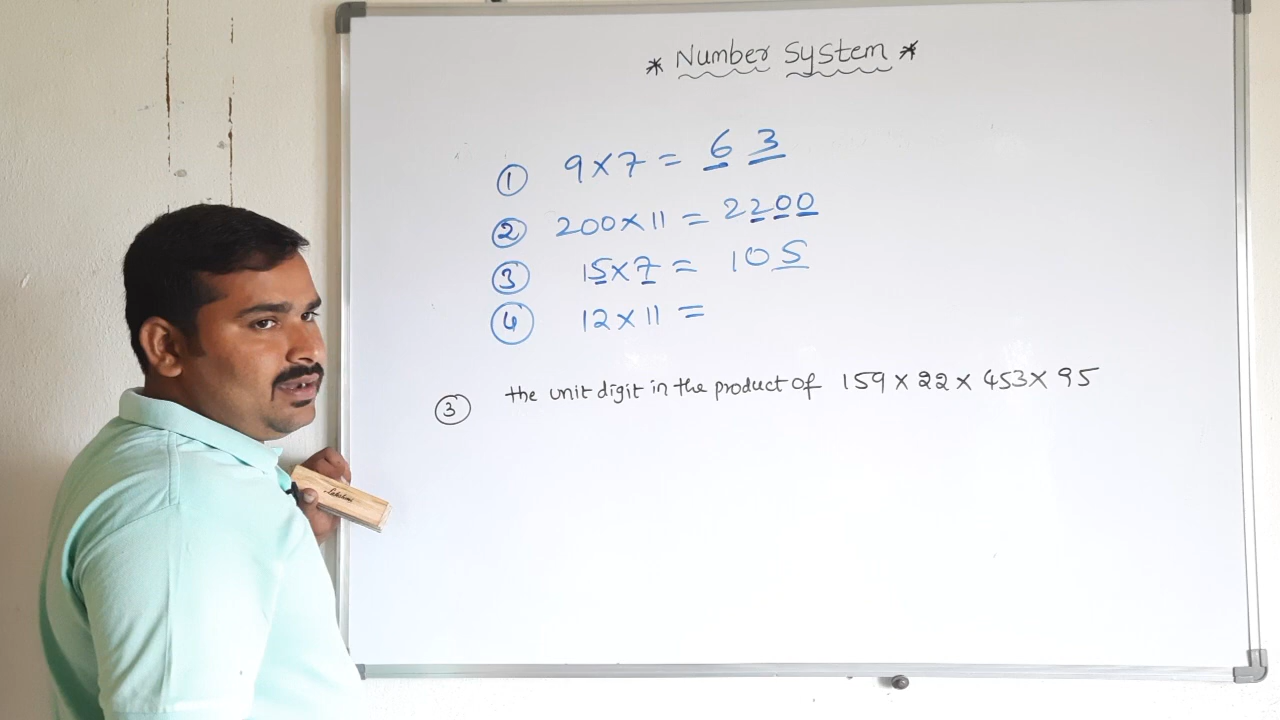 * Number System *
① 9×7 = 63
② 200×11 = 2200
③ 15×7 = 105
④ 12×11 =
③ the unit digit in the product of 159×22×453×95